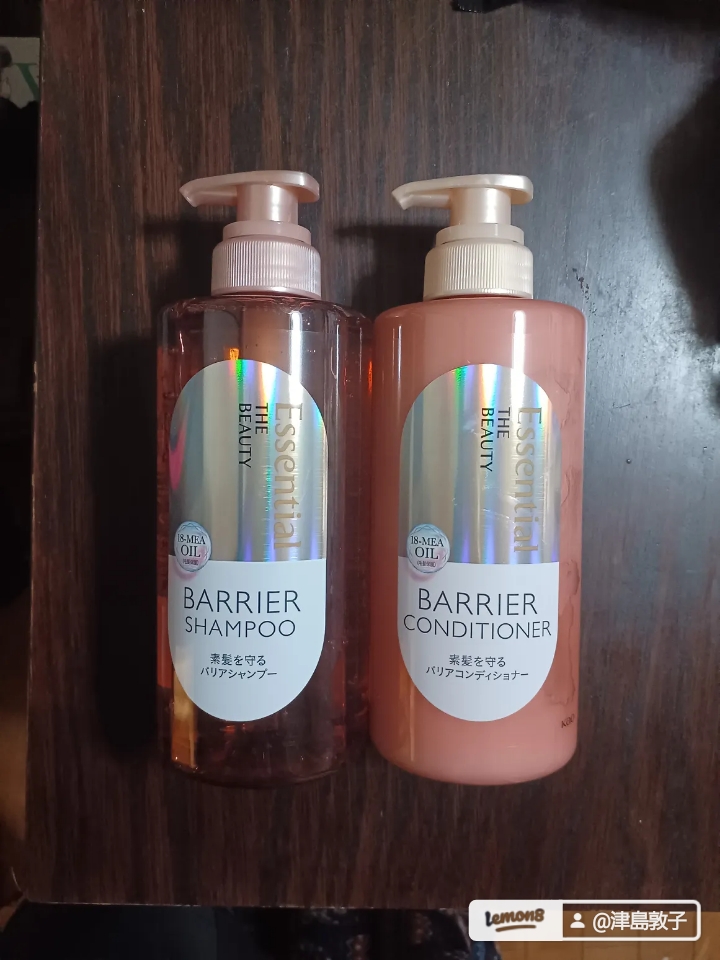 Essential
THE
BEAUTY
18-MEA
OIL
BARRIER
SHAMPOO
素髪を守る
バリアシャンプー
Essential
THE
BEAUTY
18-MEA
OIL
BARRIER
CONDITIONER
素髪を守る
バリアコンディショナー
lemon8
@津島敦子